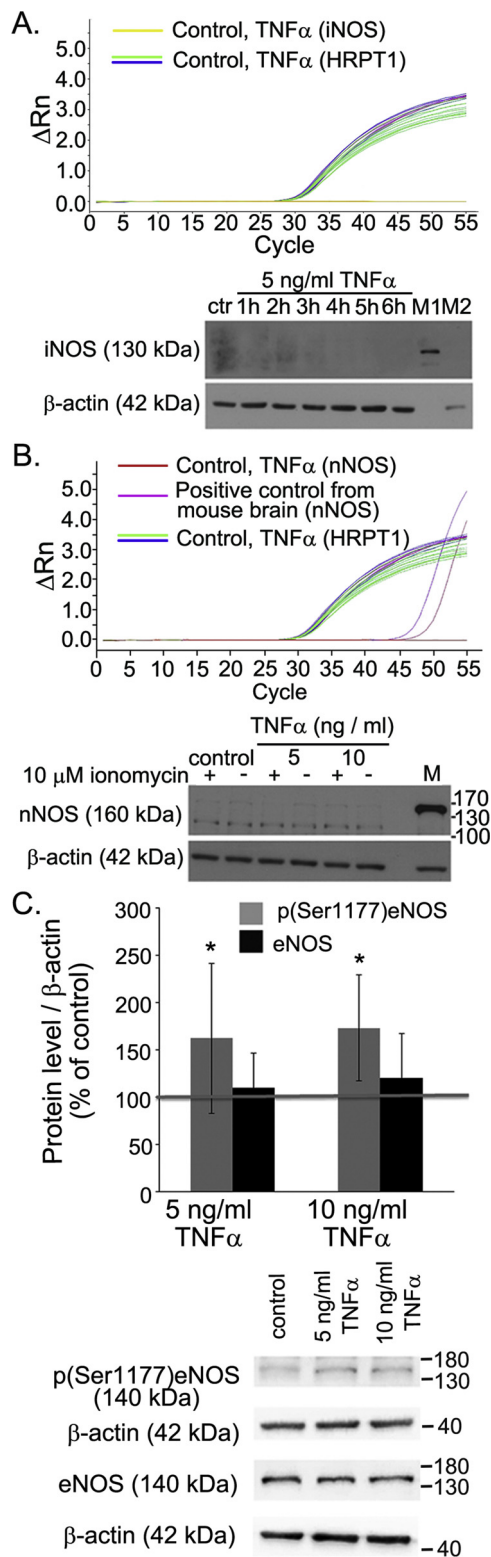 A.
Control, TNFα (iNOS)
Control, TNFα (HRPT1)
ΔRn
5.0
4.0
3.0
2.0
1.0
0.0
0 5 10 15 20 25 30 35 40 45 50 55
Cycle
5 ng/ml TNFα
ctr 1h 2h 3h 4h 5h 6h M1 M2
iNOS (130 kDa)
β-actin (42 kDa)
B.
Control, TNFα (nNOS)
Positive control from
mouse brain (nNOS)
Control, TNFα (HRPT1)
ΔRn
5.0
4.0
3.0
2.0
1.0
0.0
0 5 10 15 20 25 30 35 40 45 50 55
Cycle
TNFα (ng / ml)
control 5 10
10 μM ionomycin + - + - + - M
nNOS (160 kDa)
170
130
100
β-actin (42 kDa)
C.
p(Ser1177)eNOS
eNOS
Protein level / β-actin
(% of control)
300
250
200
150
100
50
0
* *
5 ng/ml
TNFα
10 ng/ml
TNFα
control
5 ng/ml
TNFα
10 ng/ml
TNFα
p(Ser1177)eNOS
(140 kDa)
180
130
β-actin (42 kDa)
40
eNOS (140 kDa)
180
130
β-actin (42 kDa)
40